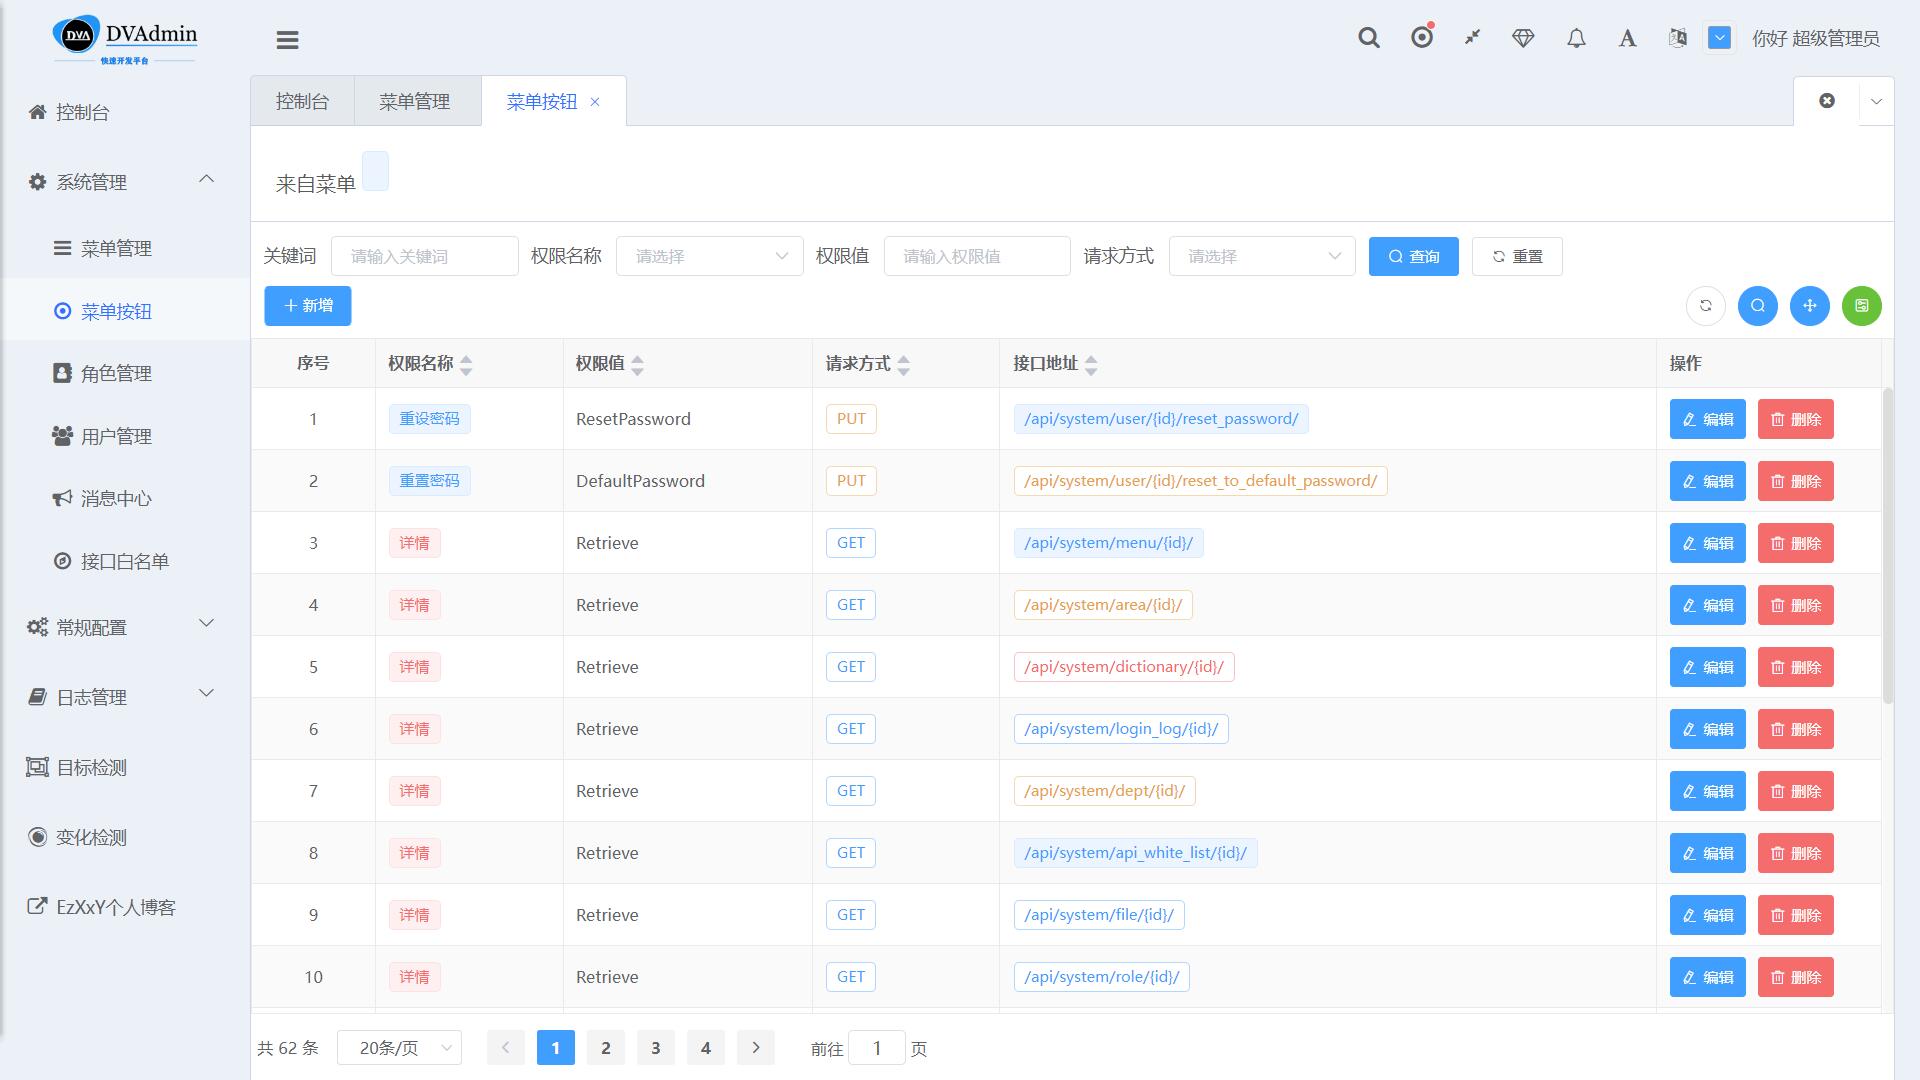 DVA DVAdmin
快速开发平台
你好 超级管理员
控制台
系统管理
菜单管理
菜单按钮
角色管理
用户管理
消息中心
接口白名单
常规配置
日志管理
目标检测
变化检测
EzXxY个人博客
控制台 菜单管理 菜单按钮
来自菜单
关键词 请输入关键词 权限名称 请选择 权限值 请输入权限值 请求方式 请选择 查询 重置
新增
序号 权限名称 权限值 请求方式 接口地址 操作
1 重设密码 ResetPassword PUT /api/system/user/{id}/reset_password/ 编辑 删除
2 重置密码 DefaultPassword PUT /api/system/user/{id}/reset_to_default_password/ 编辑 删除
3 详情 Retrieve GET /api/system/menu/{id}/ 编辑 删除
4 详情 Retrieve GET /api/system/area/{id}/ 编辑 删除
5 详情 Retrieve GET /api/system/dictionary/{id}/ 编辑 删除
6 详情 Retrieve GET /api/system/login_log/{id}/ 编辑 删除
7 详情 Retrieve GET /api/system/dept/{id}/ 编辑 删除
8 详情 Retrieve GET /api/system/api_white_list/{id}/ 编辑 删除
9 详情 Retrieve GET /api/system/file/{id}/ 编辑 删除
10 详情 Retrieve GET /api/system/role/{id}/ 编辑 删除
共 62 条 20条/页 1 2 3 4 前往 1 页